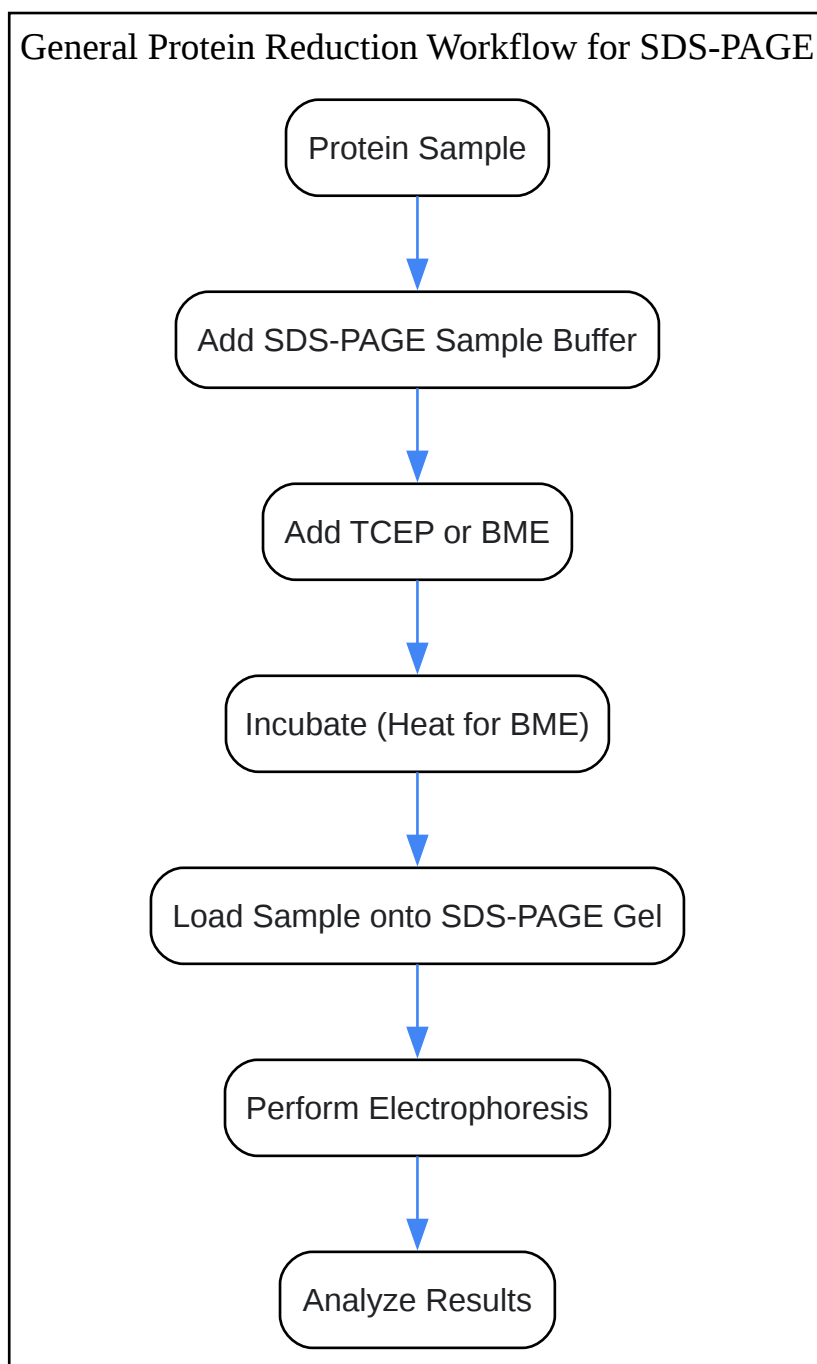 General Protein Reduction Workflow for SDS-PAGE
Protein Sample
Add SDS-PAGE Sample Buffer
Add TCEP or BME
Incubate (Heat for BME)
Load Sample onto SDS-PAGE Gel
Perform Electrophoresis
Analyze Results